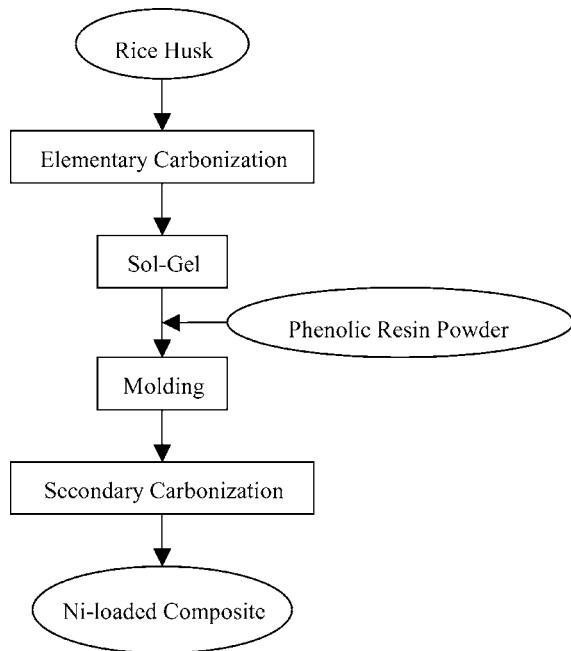 Rice Husk
Elementary Carbonization
Sol-Gel
Phenolic Resin Powder
Molding
Secondary Carbonization
Ni-loaded Composite